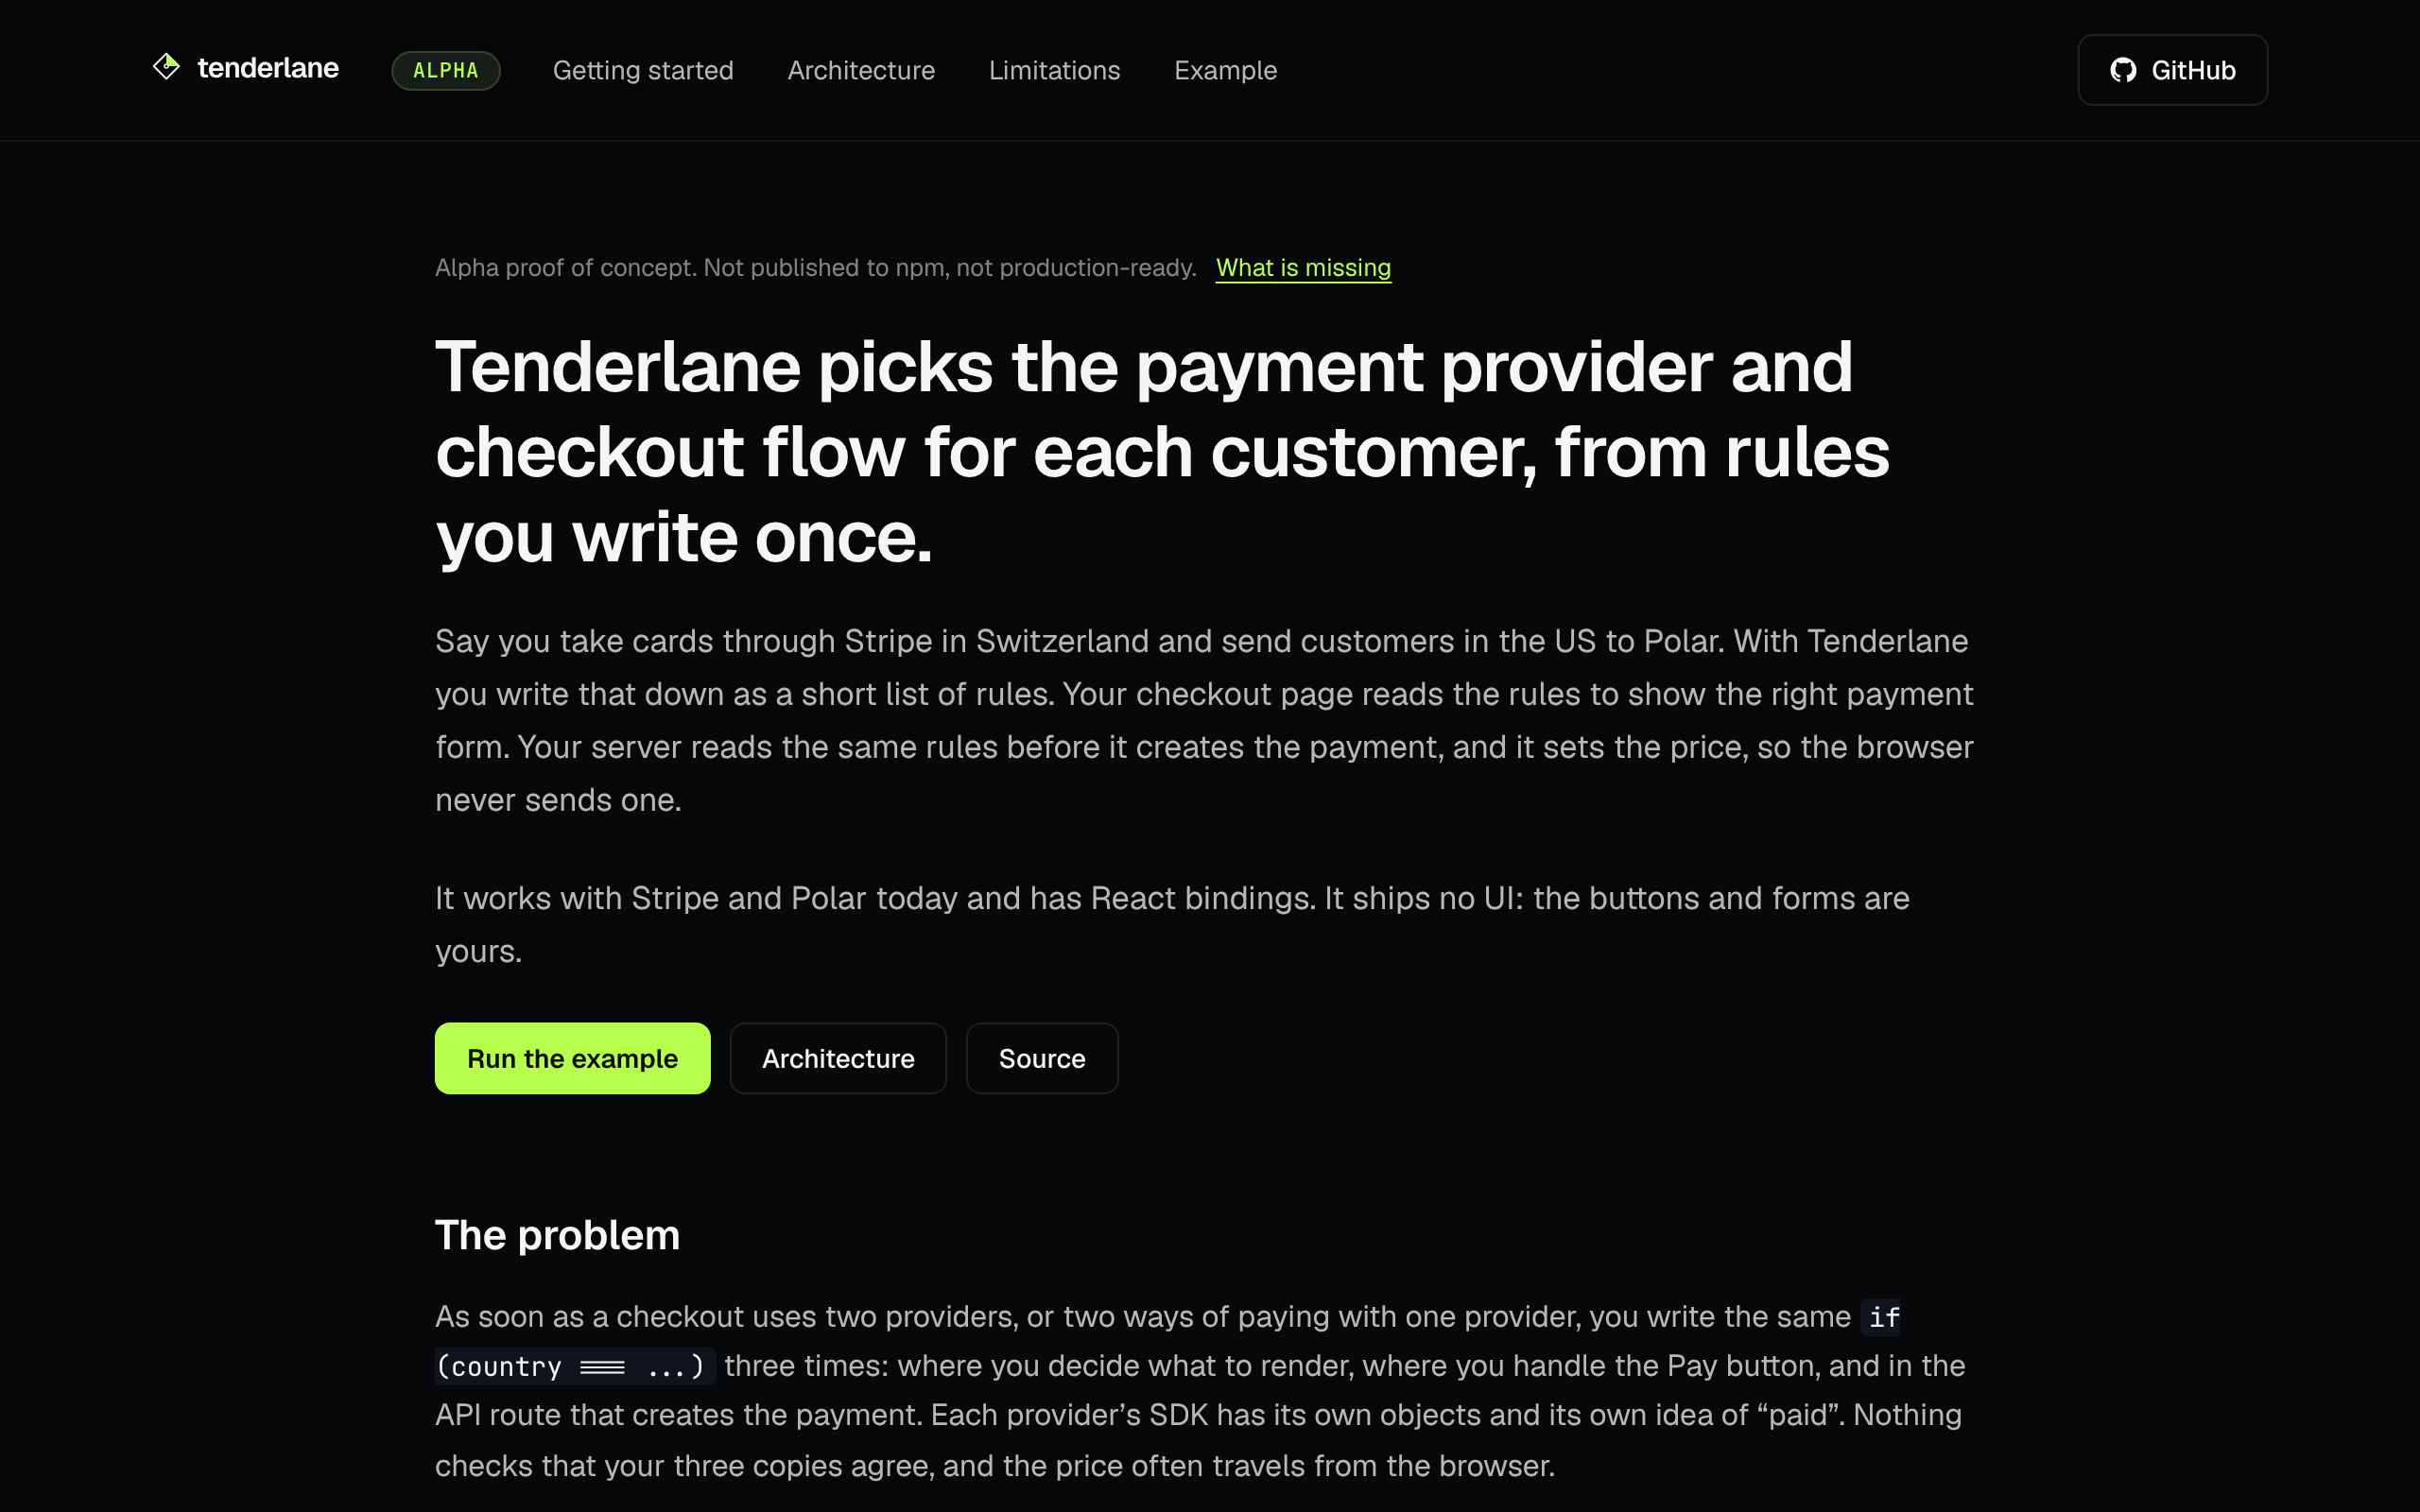 tenderlane ALPHA Getting started Architecture Limitations Example GitHub
Alpha proof of concept. Not published to npm, not production-ready. What is missing
Tenderlane picks the payment provider and
checkout flow for each customer, from rules
you write once.
Say you take cards through Stripe in Switzerland and send customers in the US to Polar. With Tenderlane
you write that down as a short list of rules. Your checkout page reads the rules to show the right payment
form. Your server reads the same rules before it creates the payment, and it sets the price, so the browser
never sends one.
It works with Stripe and Polar today and has React bindings. It ships no UI: the buttons and forms are
yours.
Run the example Architecture Source
The problem
As soon as a checkout uses two providers, or two ways of paying with one provider, you write the same if
(country === ...) three times: where you decide what to render, where you handle the Pay button, and in the
API route that creates the payment. Each provider’s SDK has its own objects and its own idea of “paid”. Nothing
checks that your three copies agree, and the price often travels from the browser.